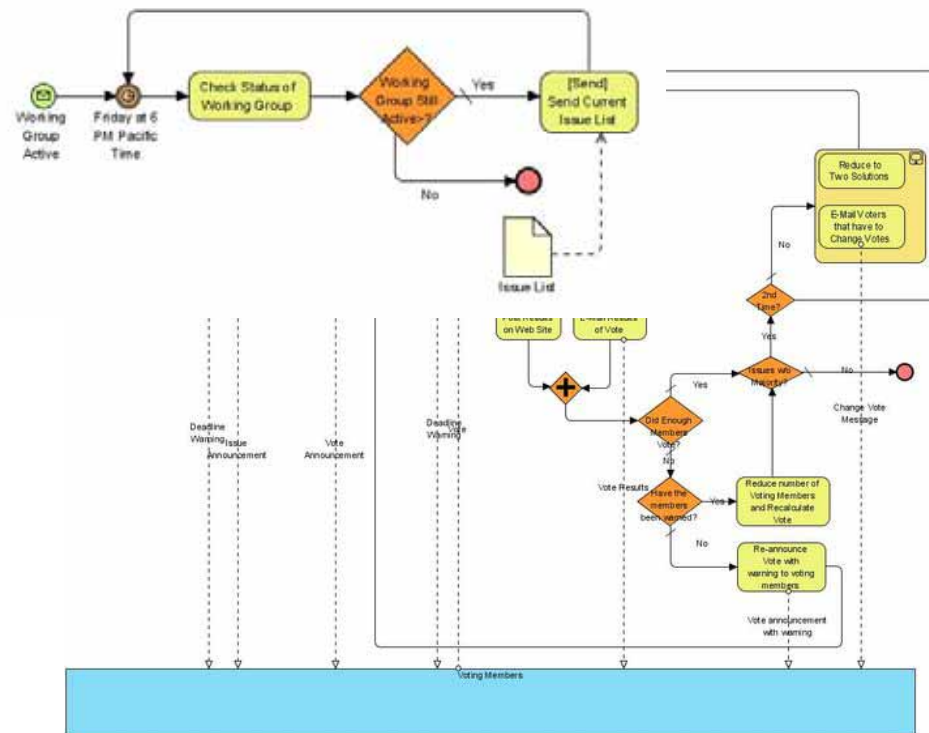 Working
Group
Active
Friday at 6
PM Pacific
Time
Check Status of
Working Group
Working
Group Still
Active>?
Yes
No
[Send]
Send Current
Issue List
Issue List
Reduce to
Two Solutions
E-Mail Voters
that have to
Change Votes
No
2nd
Time?
Yes
Post Results
on Web Site
E-Mail Results
of Vote
Issues w/o
Majority?
No
Yes
Did Enough
Members
Vote?
No
Change Vote
Message
Deadline
Warning
Issue
Announcement
Vote
Announcement
Deadline
Warning
Vote
Vote Results
Have the
members
been warned?
Yes
No
Reduce number of
Voting Members
and Recalculate
Vote
Re-announce
Vote with
warning to voting
members
Vote announcement
with warning
Voting Members